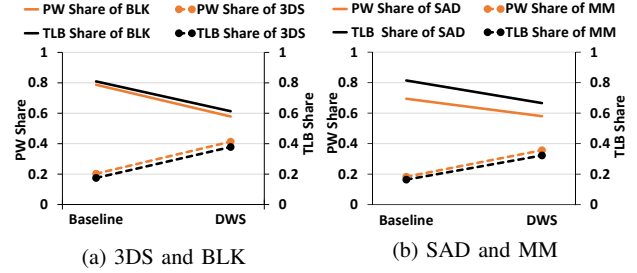 PW Share of BLK PW Share of 3DS
TLB Share of BLK TLB Share of 3DS
1 1
0.8 0.8
0.6 0.6
0.4 0.4
0.2 0.2
0 0
PW Share
TLB Share
Baseline DWS
(a) 3DS and BLK
PW Share of SAD PW Share of MM
TLB Share of SAD TLB Share of MM
1 1
0.8 0.8
0.6 0.6
0.4 0.4
0.2 0.2
0 0
PW Share
TLB Share
Baseline DWS
(b) SAD and MM